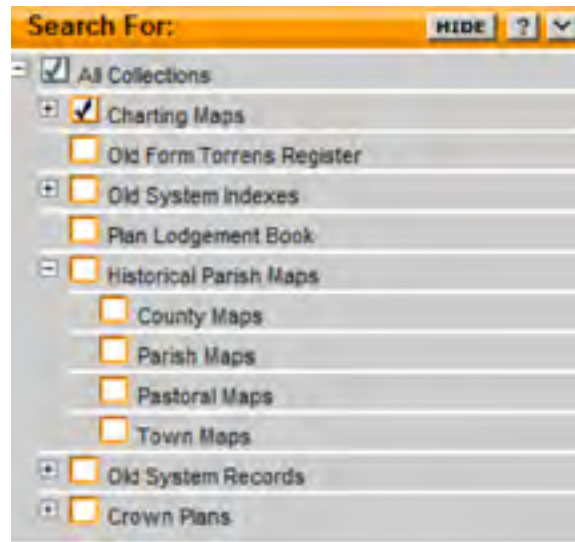 Search For: HIDE ?
All Collections
Charting Maps
Old Form Torrens Register
Old System Indexes
Plan Lodgement Book
Historical Parish Maps
County Maps
Parish Maps
Pastoral Maps
Town Maps
Old System Records
Crown Plans